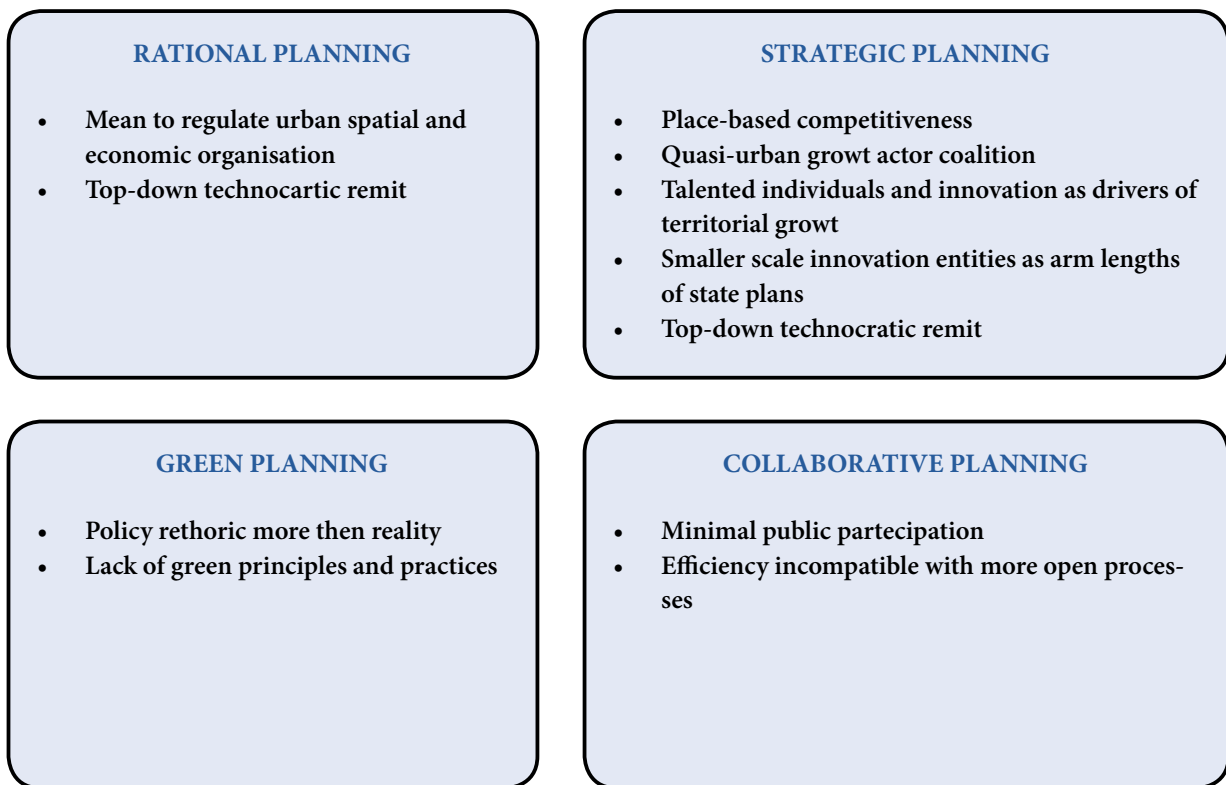 RATIONAL PLANNING
• Mean to regulate urban spatial and
economic organisation
• Top-down technocartic remit
STRATEGIC PLANNING
• Place-based competitiveness
• Quasi-urban growt actor coalition
• Talented individuals and innovation as drivers of
territorial growt
• Smaller scale innovation entities as arm lengths
of state plans
• Top-down technocratic remit
GREEN PLANNING
• Policy rethoric more then reality
• Lack of green principles and practices
COLLABORATIVE PLANNING
• Minimal public partecipation
• Efficiency incompatible with more open proces-
ses